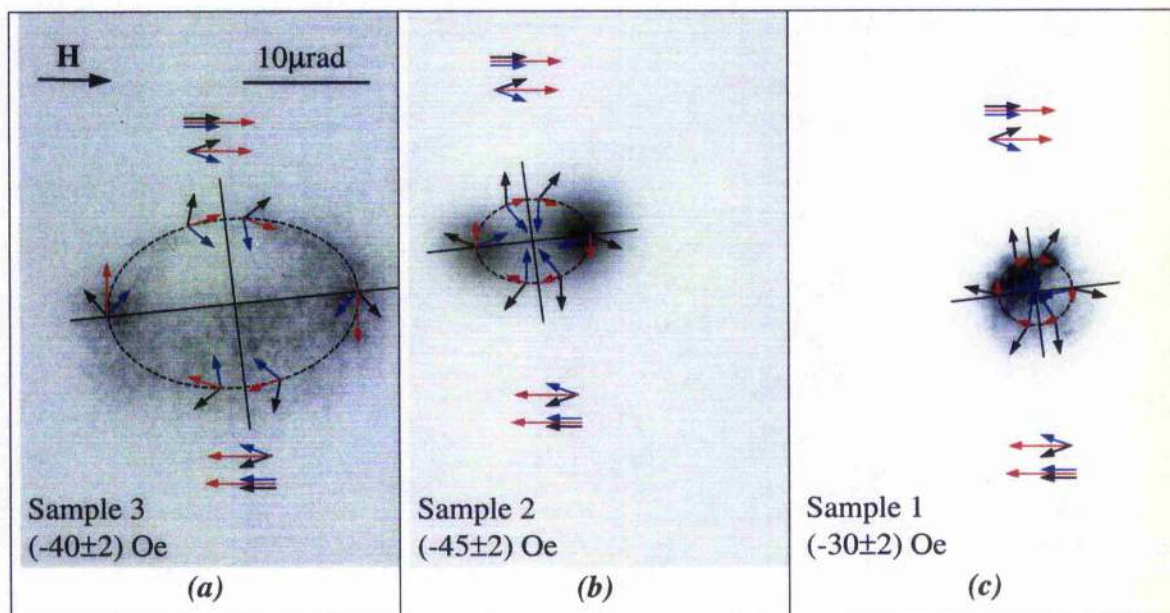 H
10μrad
Sample 3
(-40±2) Oe
(a)
Sample 2
(-45±2) Oe
(b)
Sample 1
(-30±2) Oe
(c)